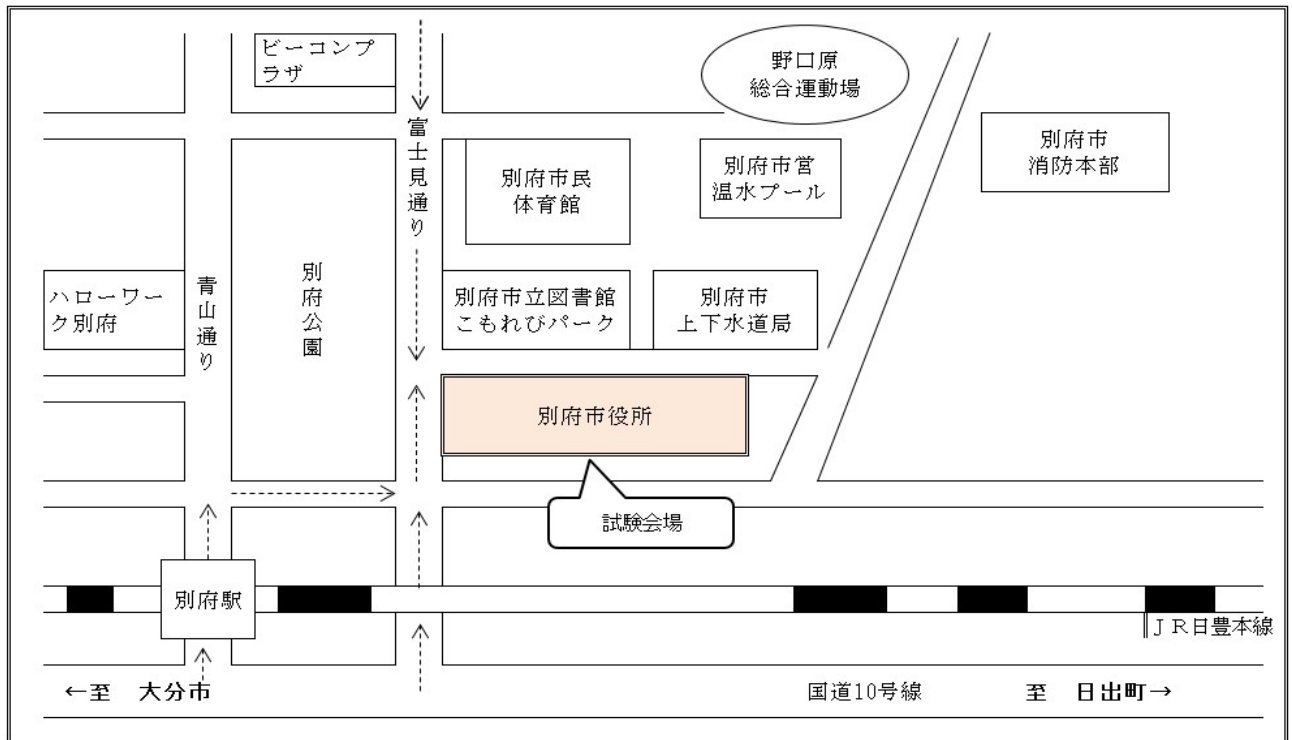 ビーコンプ
ラザ
野口原
総合運動場
富士見通り
別府市民
体育館
別府市営
温水プール
別府市
消防本部
ハローワー
ク別府
青山通り
別府公園
別府市立図書館
こもれびパーク
別府市
上下水道局
別府市役所
試験会場
別府駅
JR日豊本線
←至 大分市
国道10号線
至 日出町→